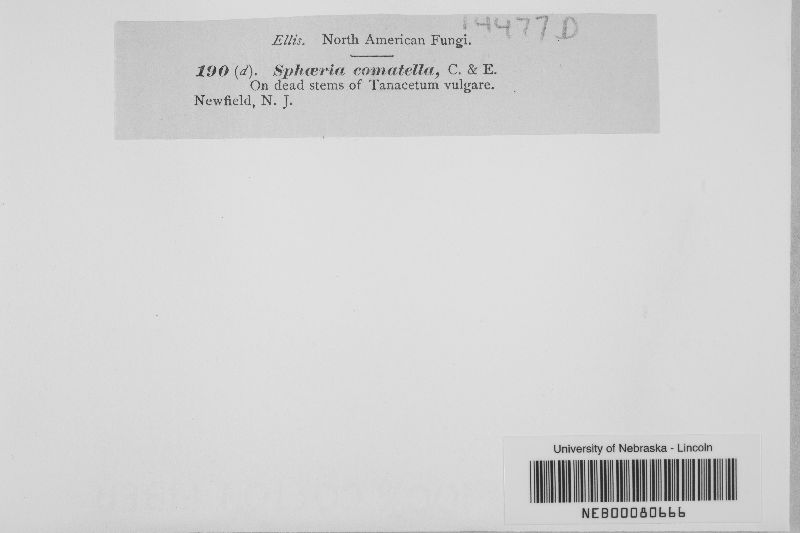 14477 D
Ellis. North American Fungi.
190 (d). Sphæria comatella, C. & E.
On dead stems of Tanacetum vulgare.
Newfield, N. J.
University of Nebraska - Lincoln
NEB00080666